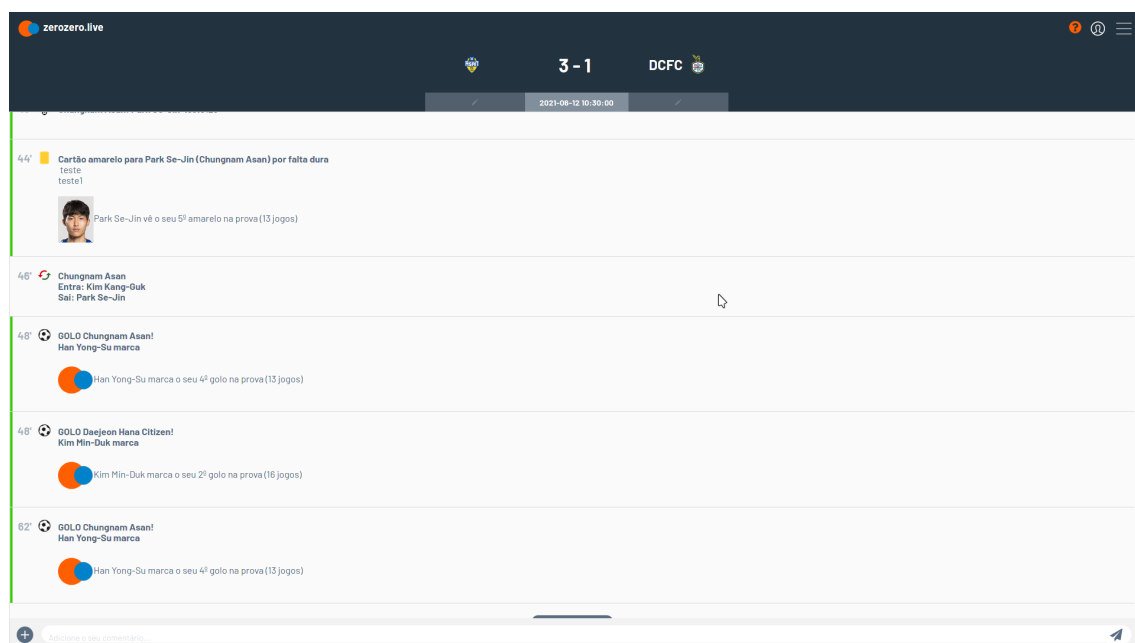 zerozero.live
?
3 - 1 DCFC
2021-06-12 10:30:00
44' Cartão amarelo para Park Se-Jin (Chungnam Asan) por falta dura
teste
teste1
Park Se-Jin vê o seu 5º amarelo na prova (13 jogos)
46' Chungnam Asan
Entra: Kim Kang-Guk
Sai: Park Se-Jin
48' GOLO Chungnam Asan!
Han Yong-Su marca
Han Yong-Su marca o seu 4º golo na prova (13 jogos)
48' GOLO Daejeon Hana Citizen!
Kim Min-Duk marca
Kim Min-Duk marca o seu 2º golo na prova (16 jogos)
62' GOLO Chungnam Asan!
Han Yong-Su marca
Han Yong-Su marca o seu 4º golo na prova (13 jogos)
Adicione o seu comentário...